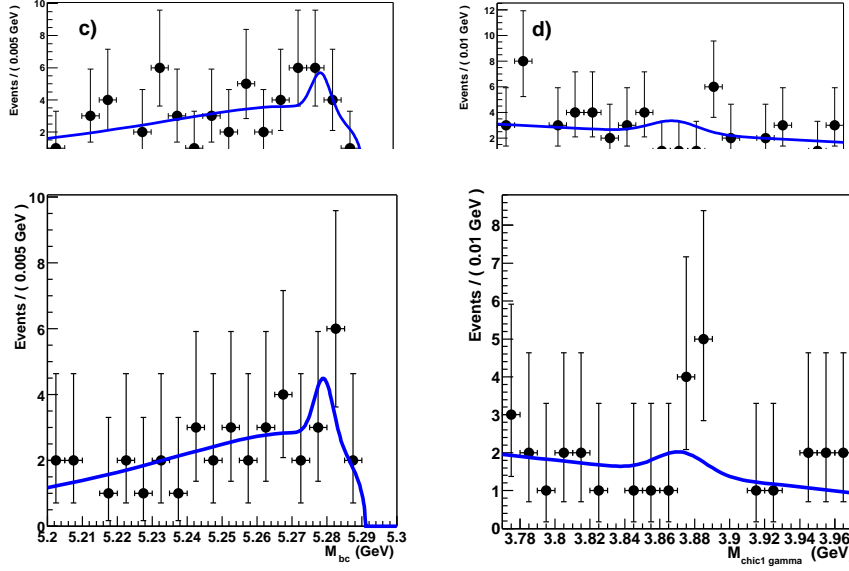 c)
Events / ( 0.005 GeV )
10
8
6
4
2
d)
Events / ( 0.01 GeV )
12
10
8
6
4
2
Events / ( 0.005 GeV )
10
8
6
4
2
0
5.2 5.21 5.22 5.23 5.24 5.25 5.26 5.27 5.28 5.29 5.3
M bc (GeV)
Events / ( 0.01 GeV )
8
7
6
5
4
3
2
1
0
3.78 3.8 3.82 3.84 3.86 3.88 3.9 3.92 3.94 3.96
M chic1 gamma (GeV)